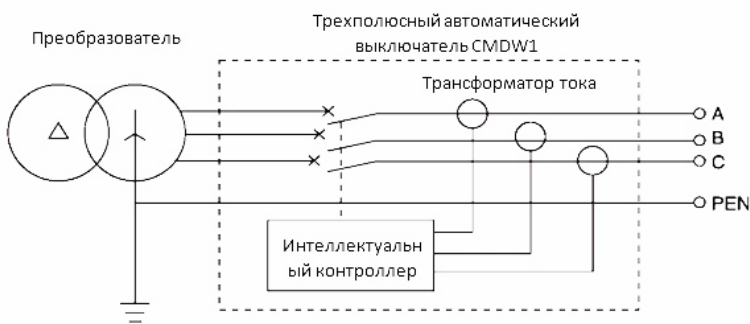 Преобразователь
Трехполюсный автоматический
выключатель CMDW1
Трансформатор тока
A
B
C
PEN
Интеллектуальн
ый контроллер